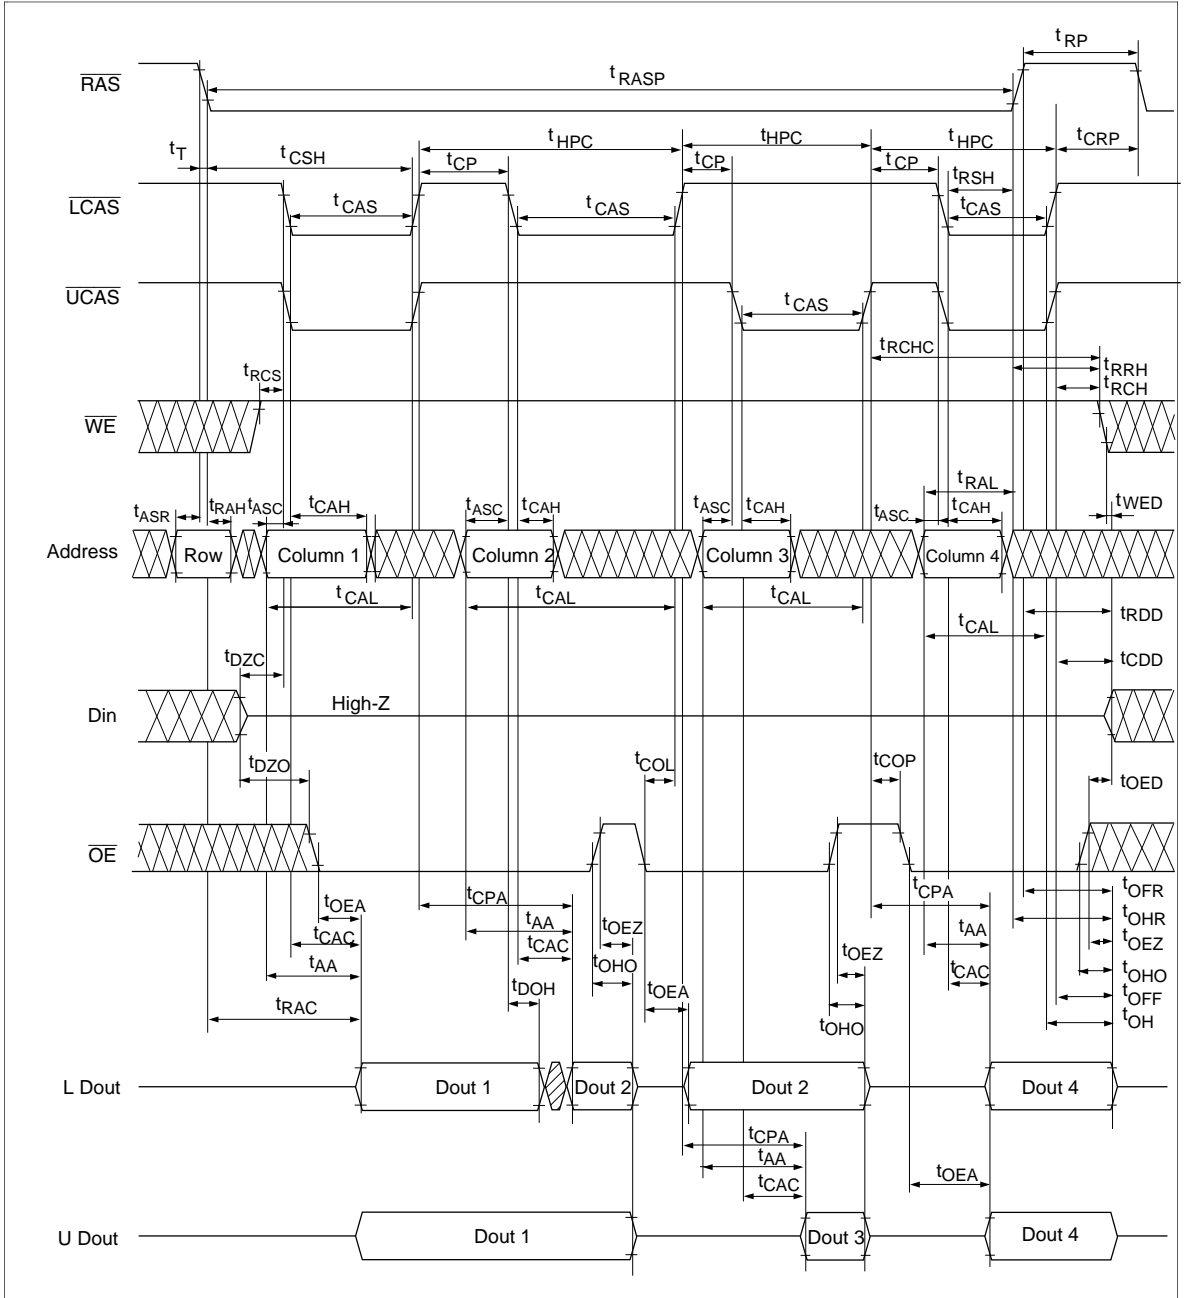 tRP
RAS
tRASP
tT
tCSH
tHPC
tHPC
tHPC
tCRP
tCP
tCP
tCP
tRSH
LCAS
tCAS
tCAS
tCAS
UCAS
tCAS
tRCHC
tRCS
tRRH
tRCH
WE
tRAL
tWED
tASR
tRAH
tASC
tCAH
tASC
tCAH
tASC
tCAH
tASC
tCAH
Address
Row
Column 1
Column 2
Column 3
Column 4
tCAL
tCAL
tCAL
tCAL
tRDD
tDZC
tCDD
High-Z
Din
tDZO
tCOL
tCOP
tOED
OE
tOEA
tCPA
tCPA
tOFR
tCAC
tAA
tOEZ
tAA
tOHR
tAA
tCAC
tOHO
tOEZ
tCAC
tOEZ
tRAC
tDOH
tOEA
tOHO
tOHO
tOFF
tOH
L Dout
Dout 1
Dout 2
Dout 2
Dout 4
tCPA
tAA
tCAC
tOEA
U Dout
Dout 1
Dout 3
Dout 4